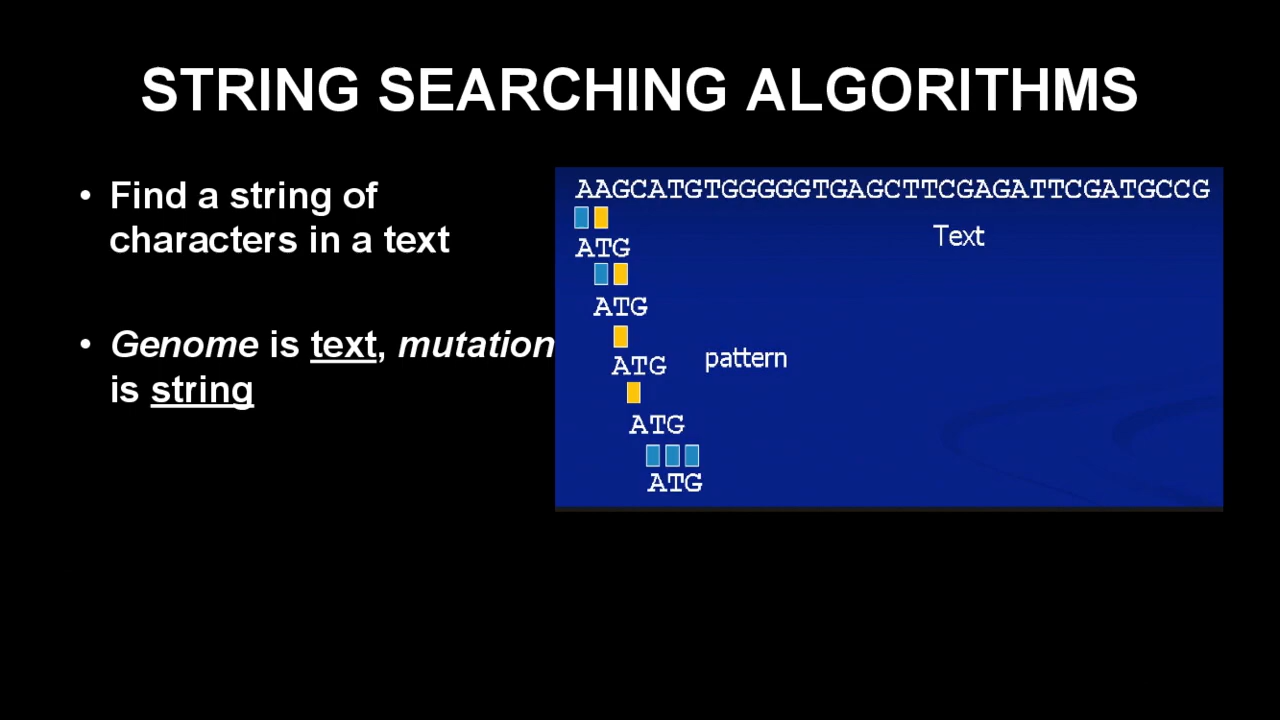 STRING SEARCHING ALGORITHMS
• Find a string of
characters in a text
• Genome is text, mutation
is string
AAGCATGTGGGGGTGAGCTTCGAGATTCGATGCCG
Text
ATG
ATG
ATG
pattern
ATG
ATG